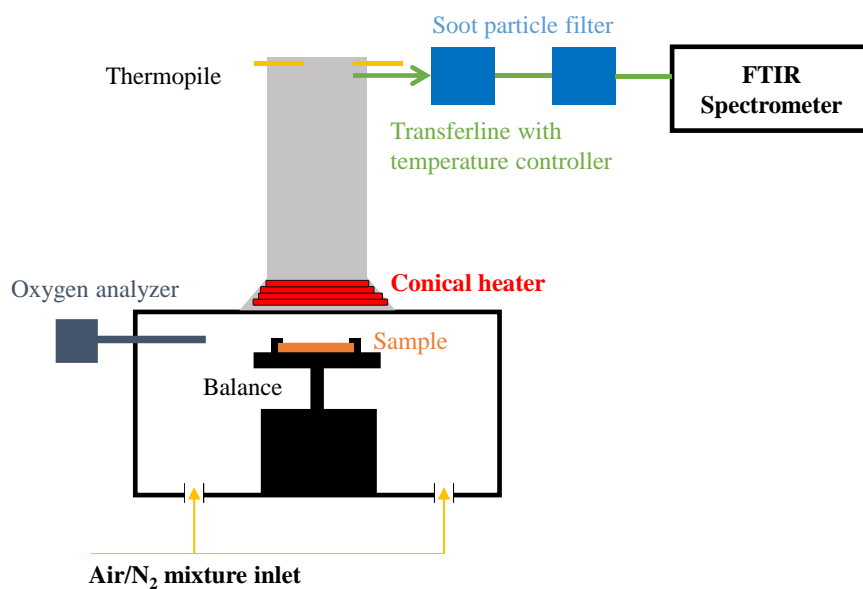 Soot particle filter
Thermopile
FTIR
Spectrometer
Transferline with
temperature controller
Conical heater
Oxygen analyzer
Sample
Balance
Air/N₂ mixture inlet